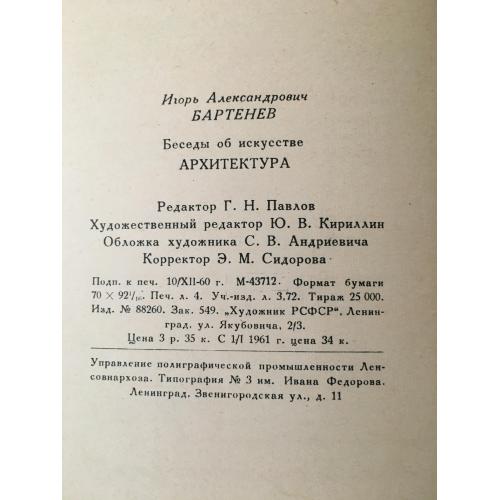 Игорь Александрович
БАРТЕНЕВ
Беседы об искусстве
АРХИТЕКТУРА
Редактор Г. Н. Павлов
Художественный редактор Ю. В. Кириллин
Обложка художника С. В. Андриевича
Корректор Э. М. Сидорова
Подп. к печ. 10/XII-60 г. М-43712. Формат бумаги
70 × 92¹/₁₆. Печ. л. 4. Уч.-изд. л. 3,72. Тираж 25 000.
Изд. № 88260. Зак. 549. „Художник РСФСР“. Ленин-
град. ул. Якубовича, 2/3.
Цена 3 р. 35 к. С 1/I 1961 г. цена 34 к.
Управление полиграфической промышленности Лен-
совнархоза. Типография № 3 им. Ивана Федорова.
Ленинград. Звенигородская ул., д. 11